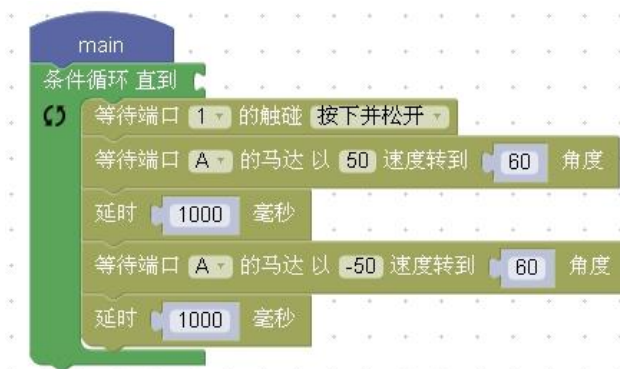 main
条件循环 直到
等待端口 1 的触碰 按下并松开
等待端口 A 的马达 以 50 速度转到 60 角度
延时 1000 毫秒
等待端口 A 的马达 以 -50 速度转到 60 角度
延时 1000 毫秒